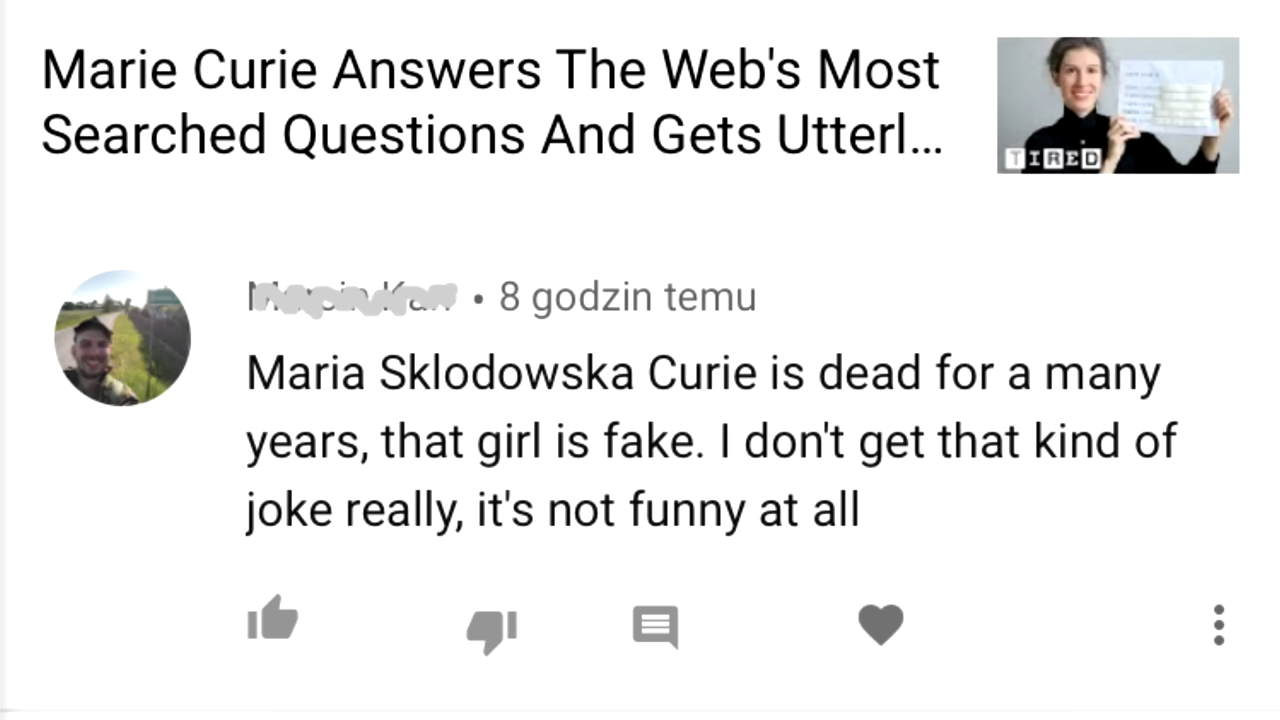 Marie Curie Answers The Web's Most
Searched Questions And Gets Utterl...
TIRED
• 8 godzin temu
Maria Sklodowska Curie is dead for a many
years, that girl is fake. I don't get that kind of
joke really, it's not funny at all